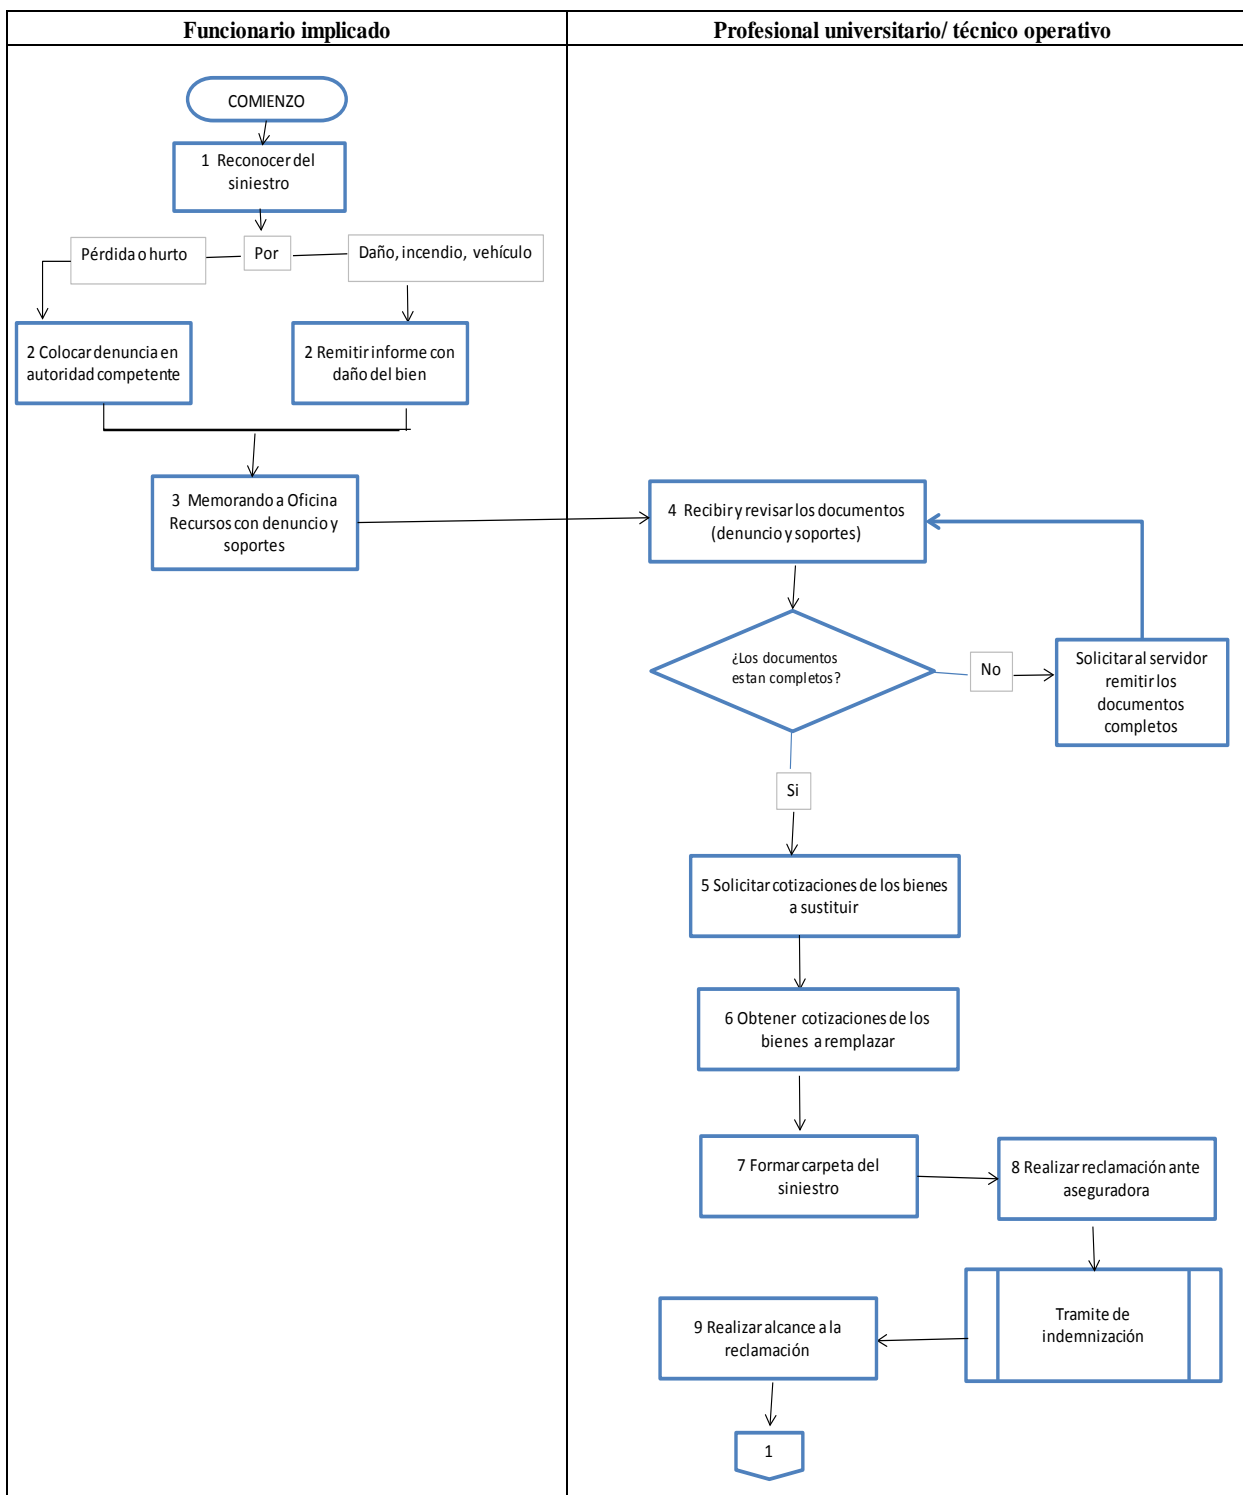 Funcionario implicado
Profesional universitario/ técnico operativo
COMIENZO
1 Reconocer del
siniestro
Pérdida o hurto
Por
Daño, incendio, vehículo
2 Colocar denuncia en
autoridad competente
2 Remitir informe con
daño del bien
3 Memorando a Oficina
Recursos con denuncio y
soportes
4 Recibir y revisar los documentos
(denuncio y soportes)
¿Los documentos
estan completos?
No
Solicitar al servidor
remitir los
documentos
completos
Si
5 Solicitar cotizaciones de los bienes
a sustituir
6 Obtener cotizaciones de los
bienes a remplazar
7 Formar carpeta del
siniestro
8 Realizar reclamación ante
aseguradora
Tramite de
indemnización
9 Realizar alcance a la
reclamación
1